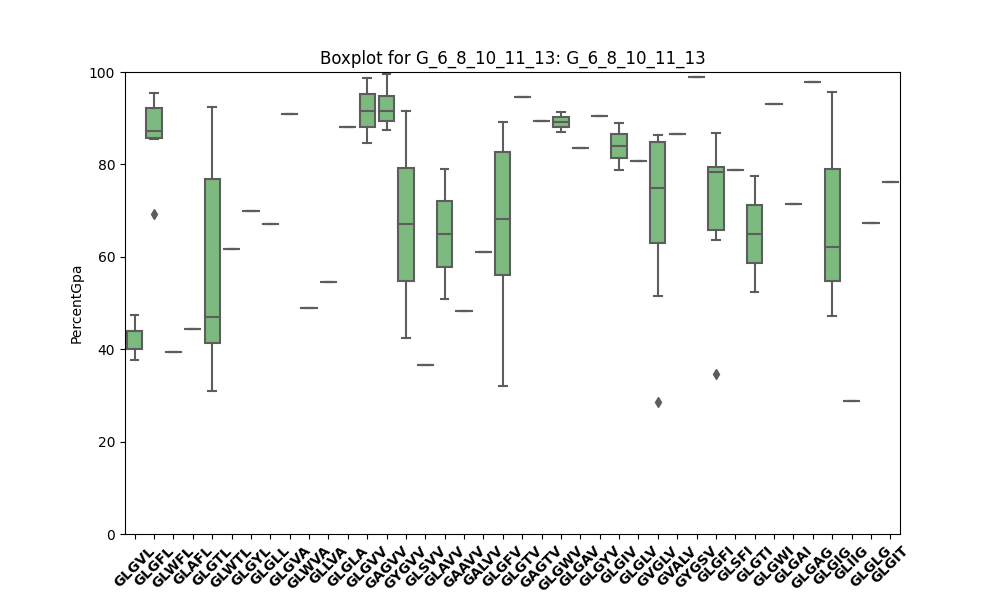 Boxplot for G_6_8_10_11_13: G_6_8_10_11_13
PercentGpa
100
80
60
40
20
0
GLGVL GLGFL GLWFL GLAFL GLGTL GLWTL GLGYL GLGLL GLGVA GLWVA GLLVA GLGLA GLGVV GAGVV GYGVV GLSVV GLAVV GAAVV GALVV GLGFV GLGTV GAGTV GLGWV GLGAV GLGYV GLGIV GLGLV GVGLV GVALV GYGSV GLGFI GLSFI GLGTI GLGWI GLGAI GLGAG GLGIG GLIIG GLGLG GLGIT